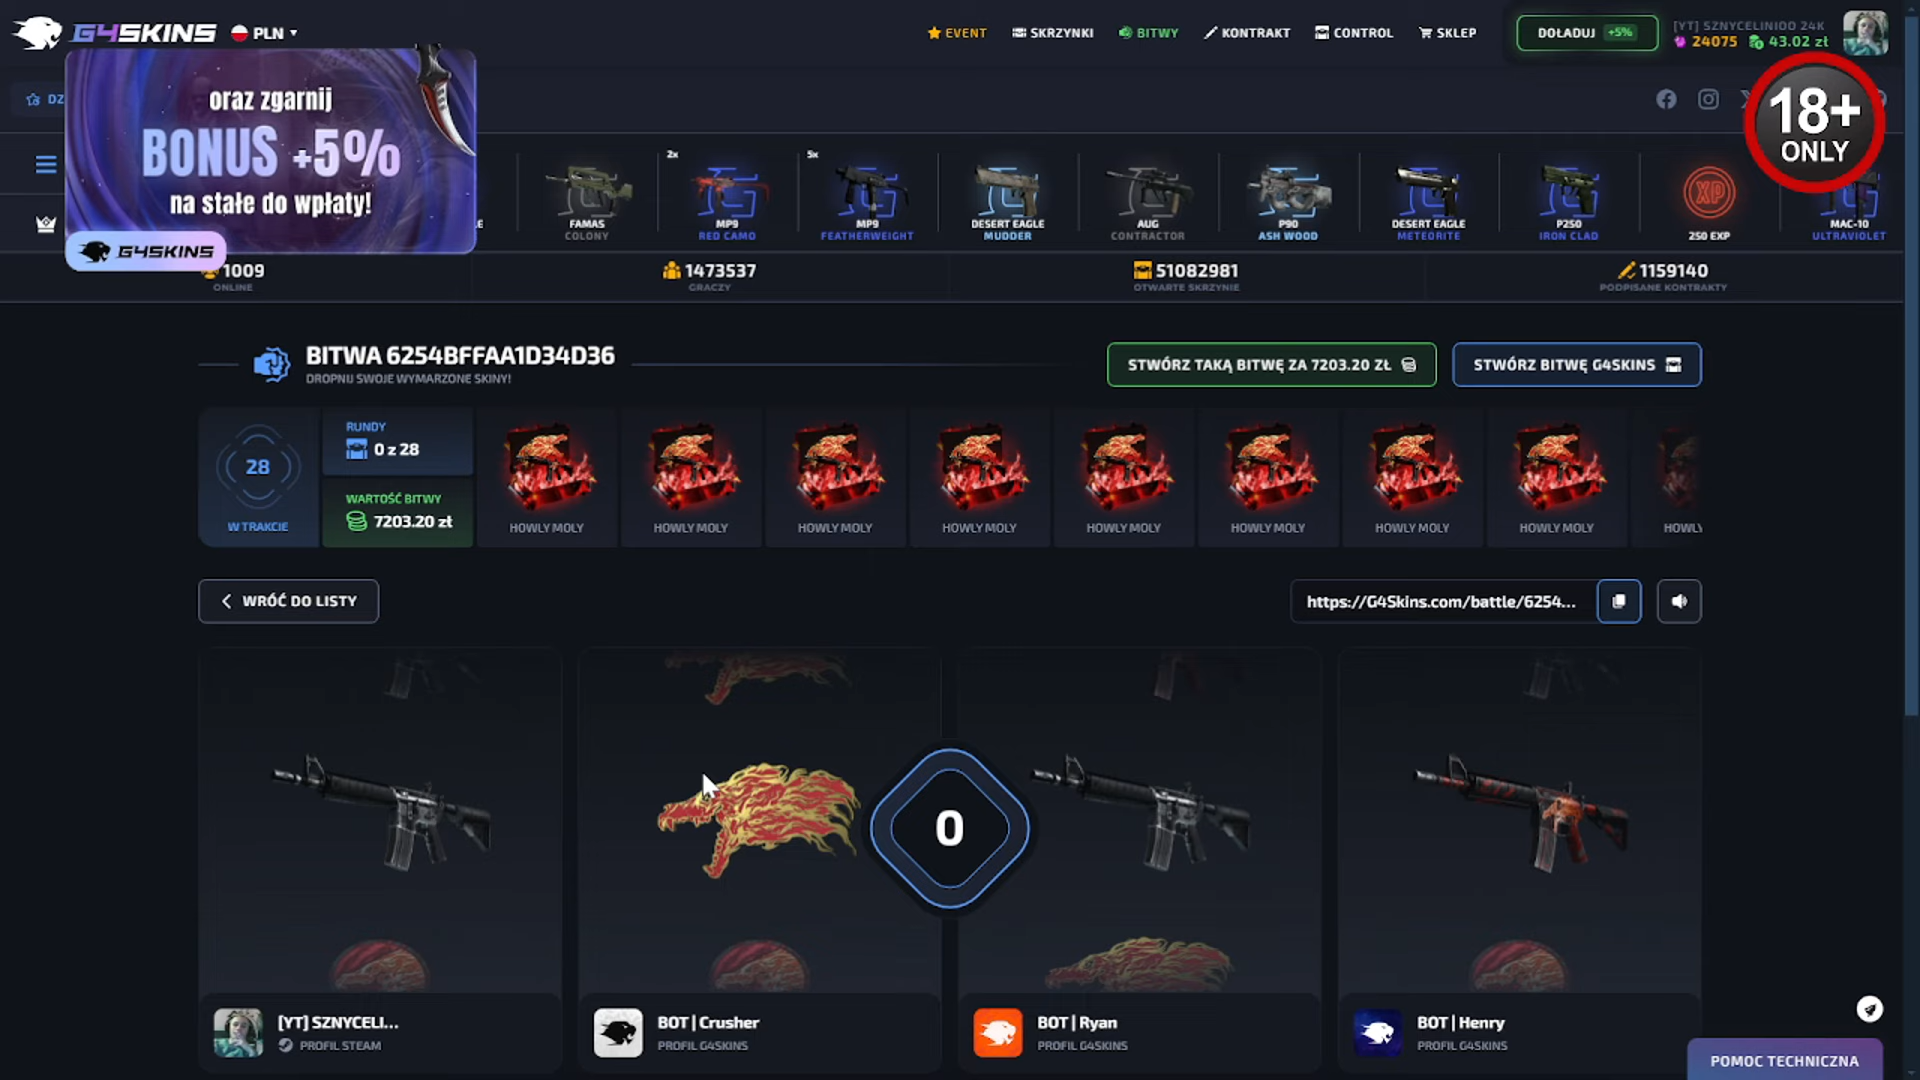 G4SKINS
PLN
EVENT
SKRZYNKI
BITWY
KONTRAKT
CONTROL
SKLEP
DOŁADUJ +5%
[YT] SZNYCELINIOO 24K
24075 43.02 zł
oraz zgarnij
BONUS +5%
na stałe do wpłaty!
G4SKINS
DZ
18+
ONLY
FAMAS
COLONY
2x
MP9
RED CAMO
5x
MP9
FEATHERWEIGHT
DESERT EAGLE
MUDDER
AUG
CONTRACTOR
P90
ASH WOOD
DESERT EAGLE
METEORITE
P250
IRON CLAD
XP
250 EXP
MAC-10
ULTRAVIOLET
1009
ONLINE
1473537
GRACZY
51082981
OTWARTE SKRZYNIE
1159140
PODPISANE KONTRAKTY
BITWA 6254BFFAA1D34D36
DROPNIJ SWOJE WYMARZONE SKINY!
STWÓRZ TAKĄ BITWĘ ZA 7203.20 ZŁ
STWÓRZ BITWĘ G4SKINS
28
W TRAKCIE
RUNDY
0 z 28
WARTOŚĆ BITWY
7203.20 zł
HOWLY MOLY
HOWLY MOLY
HOWLY MOLY
HOWLY MOLY
HOWLY MOLY
HOWLY MOLY
HOWLY MOLY
HOWLY MOLY
HOWLY
WRÓĆ DO LISTY
https://G4Skins.com/battle/6254...
0
[YT] SZNYCELI...
PROFIL STEAM
BOT | Crusher
PROFIL G4SKINS
BOT | Ryan
PROFIL G4SKINS
BOT | Henry
PROFIL G4SKINS
POMOC TECHNICZNA